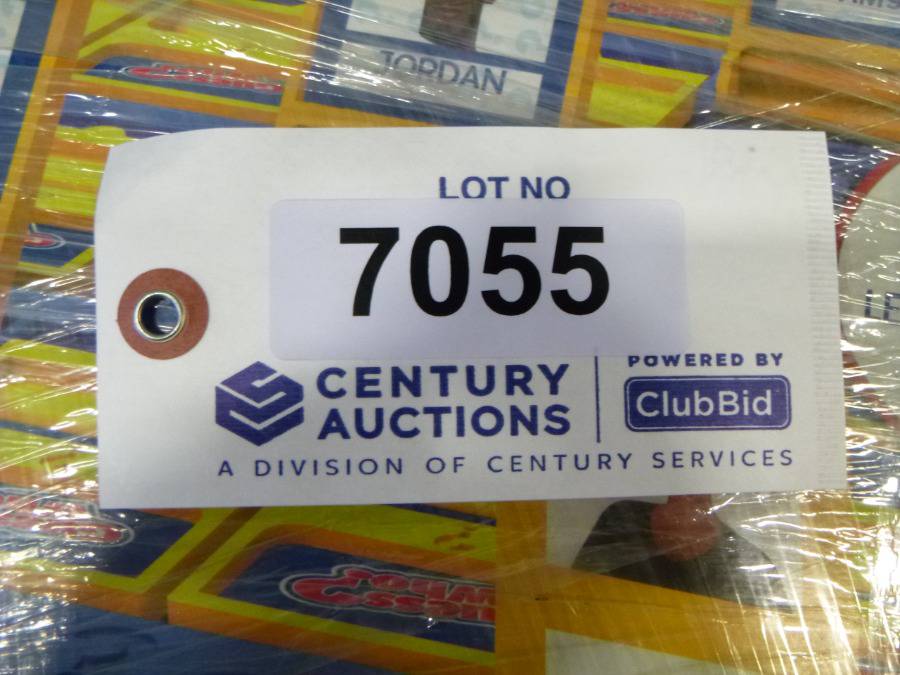 JORDAN
LOT NO
7055
CENTURY
AUCTIONS
POWERED BY
ClubBid
A DIVISION OF CENTURY SERVICES